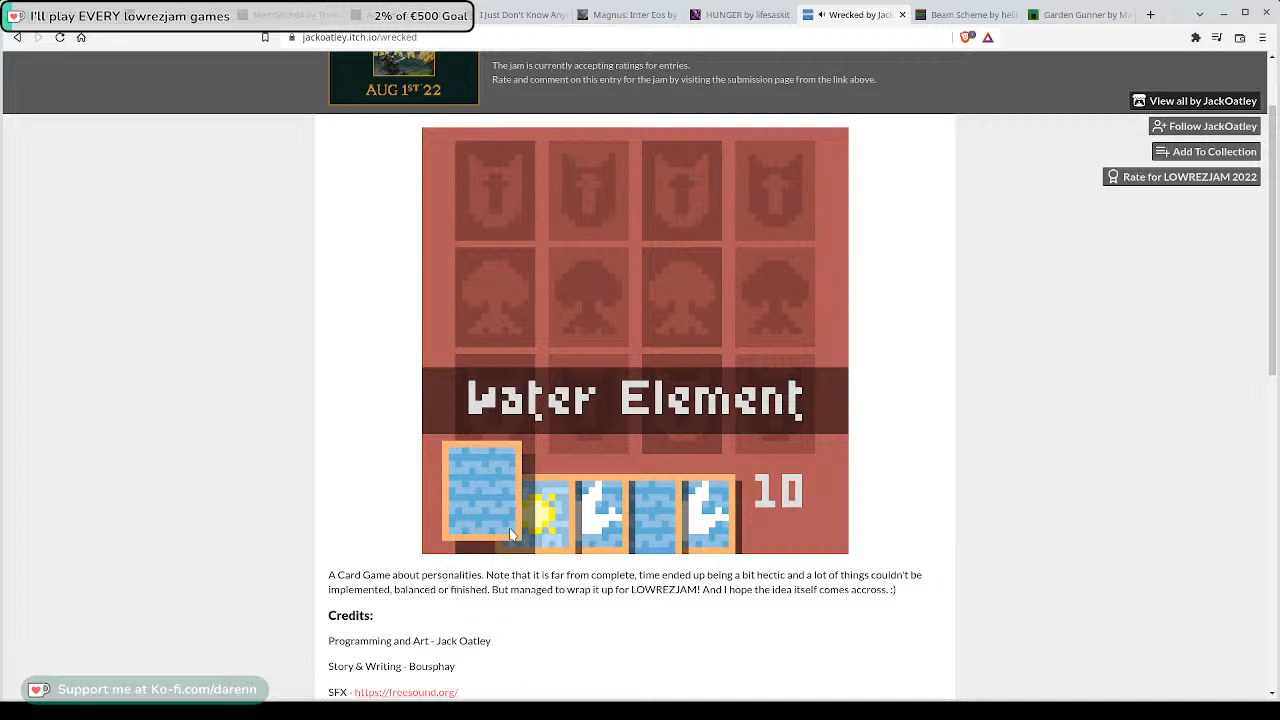 I'll play EVERY lowrezjam games
2% of €500 Goal
I Just Don't Know Any
Magnus: Inter Eos by
HUNGER by lifesaskit
Wrecked by Jack
Beam Scheme by helli
Garden Gunner by Ma
jackoatley.itch.io/wrecked
AUG 1ST 22
The jam is currently accepting ratings for entries.
Rate and comment on this entry for the jam by visiting the submission page from the link above.
View all by JackOatley
Follow JackOatley
Add To Collection
Rate for LOWREZJAM 2022
Water Element
10
A Card Game about personalities. Note that it is far from complete, time ended up being a bit hectic and a lot of things couldn't be
implemented, balanced or finished. But managed to wrap it up for LOWREZJAM! And I hope the idea itself comes accross. :)
Credits:
Programming and Art - Jack Oatley
Story & Writing - Bousphay
SFX - https://freesound.org/
Support me at Ko-fi.com/darenn